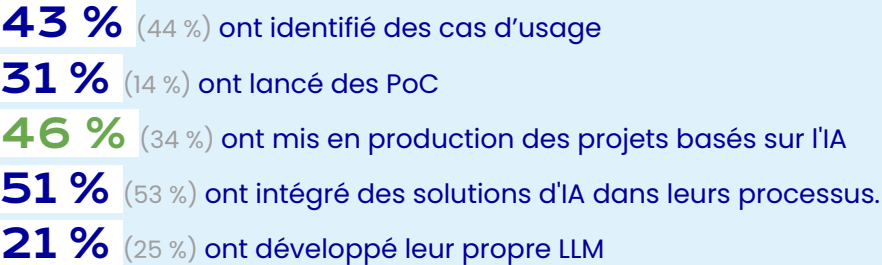 43 % (44 %) ont identifié des cas d’usage
31 % (14 %) ont lancé des PoC
46 % (34 %) ont mis en production des projets basés sur l'IA
51 % (53 %) ont intégré des solutions d'IA dans leurs processus.
21 % (25 %) ont développé leur propre LLM